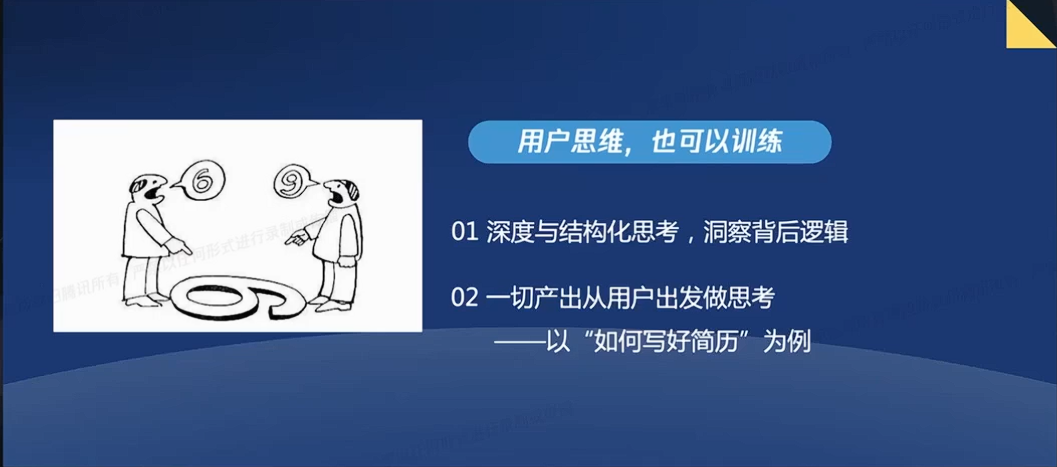 用户思维，也可以训练
6
9
01 深度与结构化思考，洞察背后逻辑
02 一切产出从用户出发做思考
——以“如何写好简历”为例